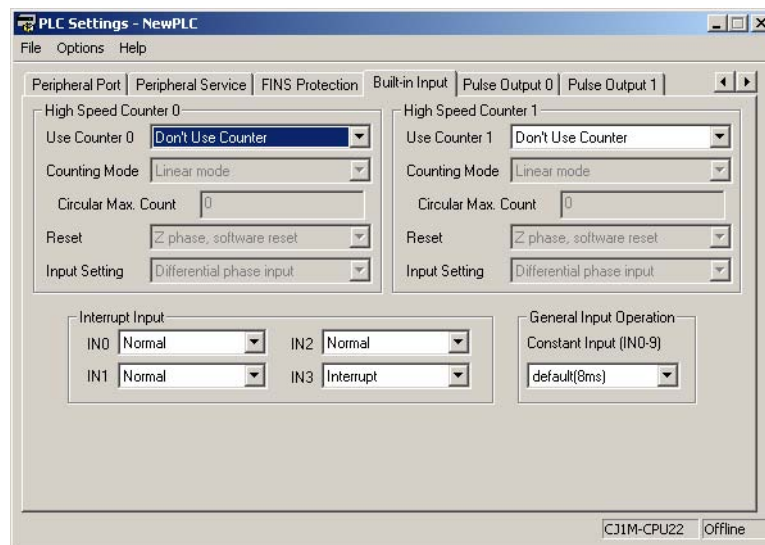 PLC Settings - NewPLC
File Options Help
Peripheral Port Peripheral Service FINS Protection Built-in Input Pulse Output 0 Pulse Output 1
High Speed Counter 0
Use Counter 0 Don't Use Counter
Counting Mode Linear mode
Circular Max. Count 0
Reset Z phase, software reset
Input Setting Differential phase input
High Speed Counter 1
Use Counter 1 Don't Use Counter
Counting Mode Linear mode
Circular Max. Count 0
Reset Z phase, software reset
Input Setting Differential phase input
Interrupt Input
IN0 Normal IN2 Normal
IN1 Normal IN3 Interrupt
General Input Operation
Constant Input (IN0-9)
default(8ms)
CJ1M-CPU22 Offline